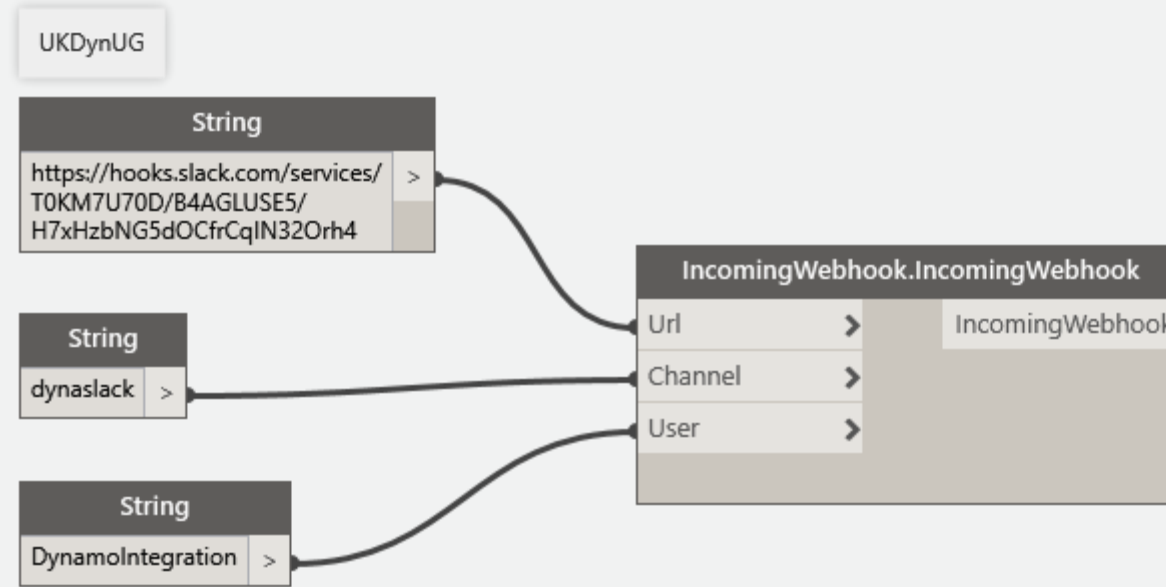 UKDynUG
String
https://hooks.slack.com/services/
T0KM7U70D/B4AGLUSE5/
H7xHzbNG5dOCfrCqIN32Orh4
>
String
dynaslack
>
String
DynamoIntegration
>
IncomingWebhook.IncomingWebhook
Url
IncomingWebhook
Channel
User